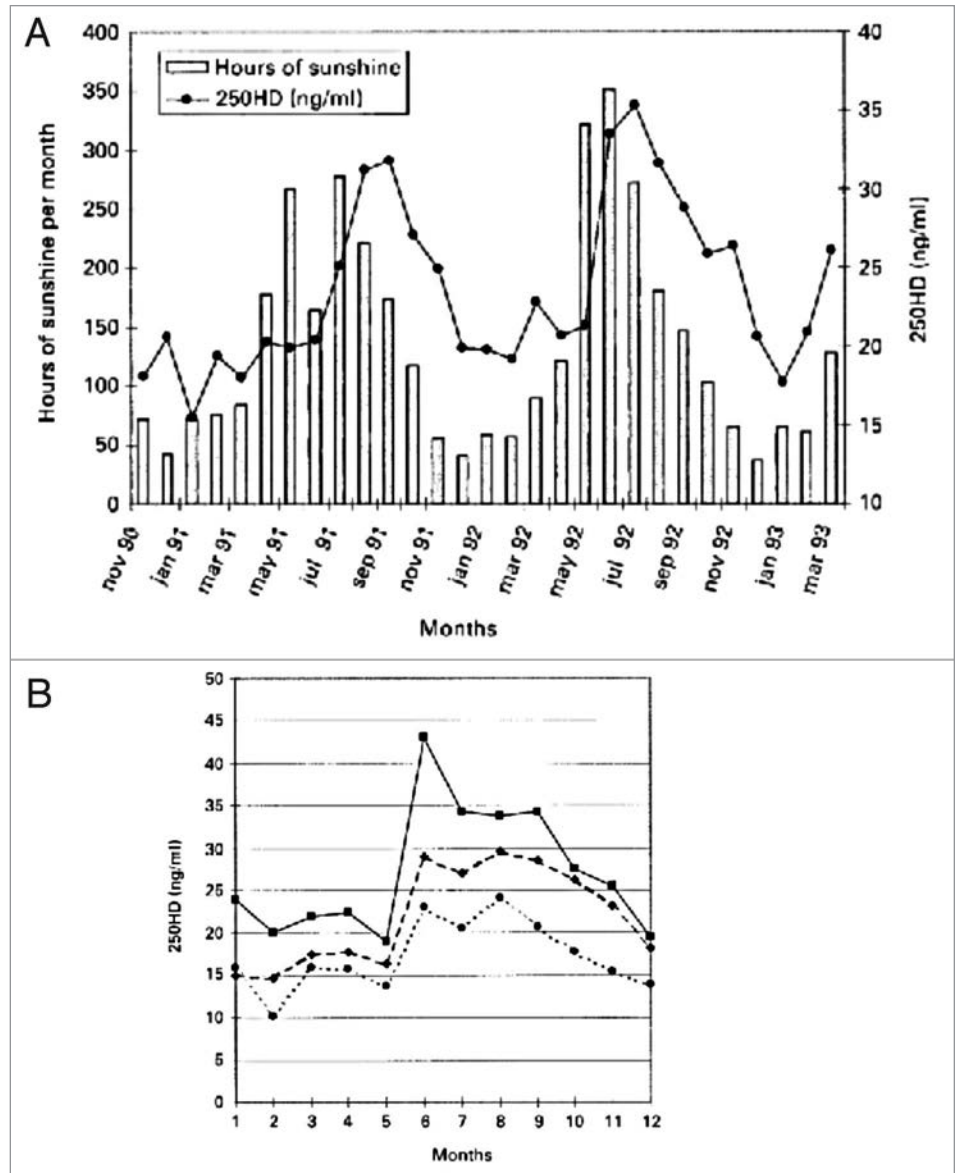 A
Hours of sunshine
250HD (ng/ml)
Hours of sunshine per month
400
350
300
250
200
150
100
50
0
40
35
30
25
20
15
10
250HD (ng/ml)
nov 90
jan 91
mar 91
may 91
jul 91
sep 91
nov 91
jan 92
mar 92
may 92
jul 92
sep 92
nov 92
jan 93
mar 93
Months
B
250HD (ng/ml)
50
45
40
35
30
25
20
15
10
5
0
1 2 3 4 5 6 7 8 9 10 11 12
Months